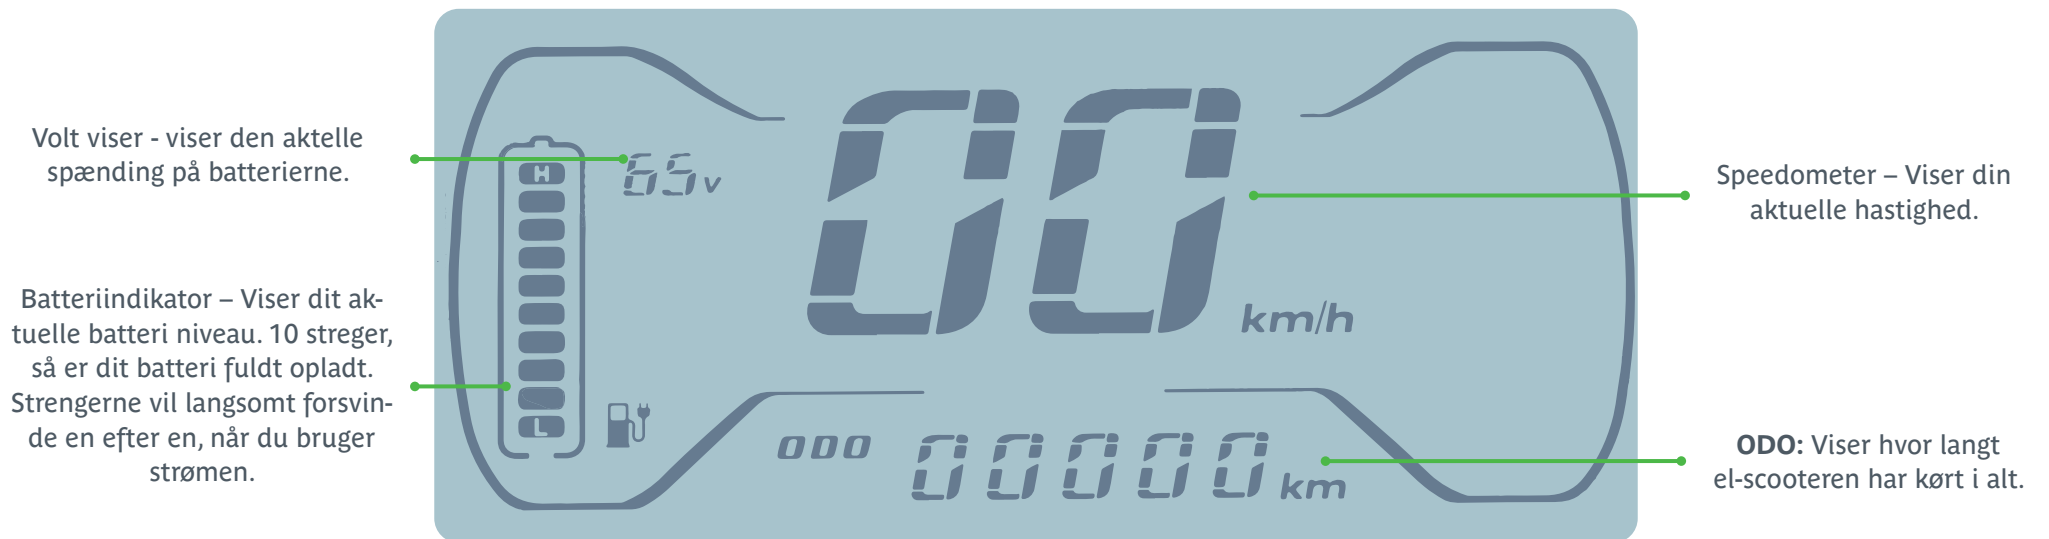 Volt viser - viser den aktelle
spænding på batterierne.
Batteriindikator – Viser dit ak-
tuelle batteri niveau. 10 streger,
så er dit batteri fuldt opladt.
Strengerne vil langsomt forsvin-
de en efter en, når du bruger
strømen.
H
L
65 v
00
km/h
ODO 00000 km
Speedometer – Viser din
aktuelle hastighed.
ODO: Viser hvor langt
el-scooteren har kørt i alt.